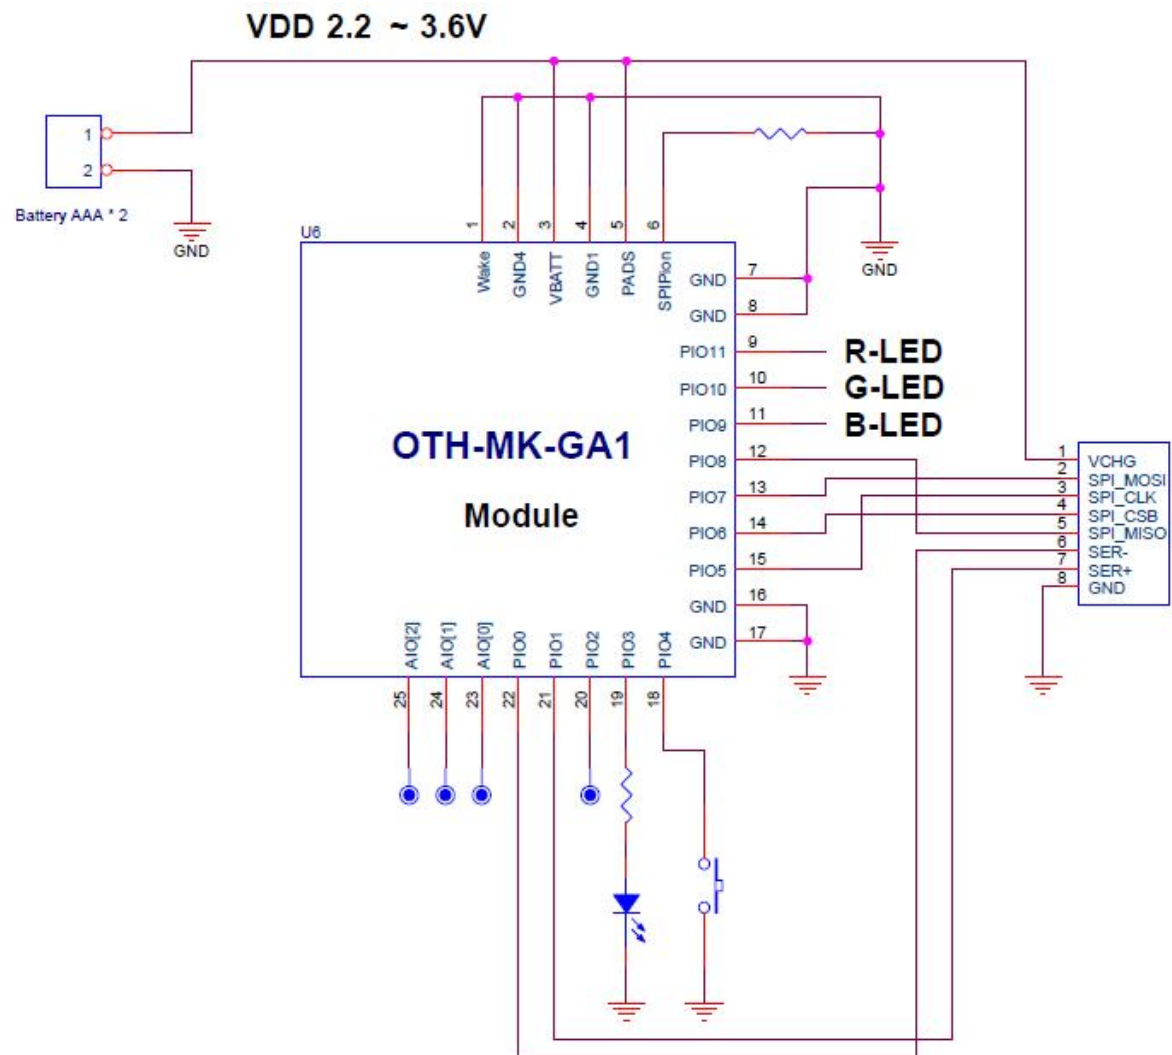 VDD 2.2 ~ 3.6V
1
2
Battery AAA * 2
GND
GND
U6
1
2
3
4
5
6
Wake
GND4
VBATT
GND1
PADS
SPIPion
GND 7
GND 8
PIO11 9 R-LED
PIO10 10 G-LED
PIO9 11 B-LED
PIO8 12
PIO7 13
PIO6 14
PIO5 15
GND 16
GND 17
OTH-MK-GA1
Module
1 VCHG
2 SPI_MOSI
3 SPI_CLK
4 SPI_CSB
5 SPI_MISO
6 SER-
7 SER+
8 GND
AIO[2]
AIO[1]
AIO[0]
PIO0
PIO1
PIO2
PIO3
PIO4
25
24
23
22
21
20
19
18